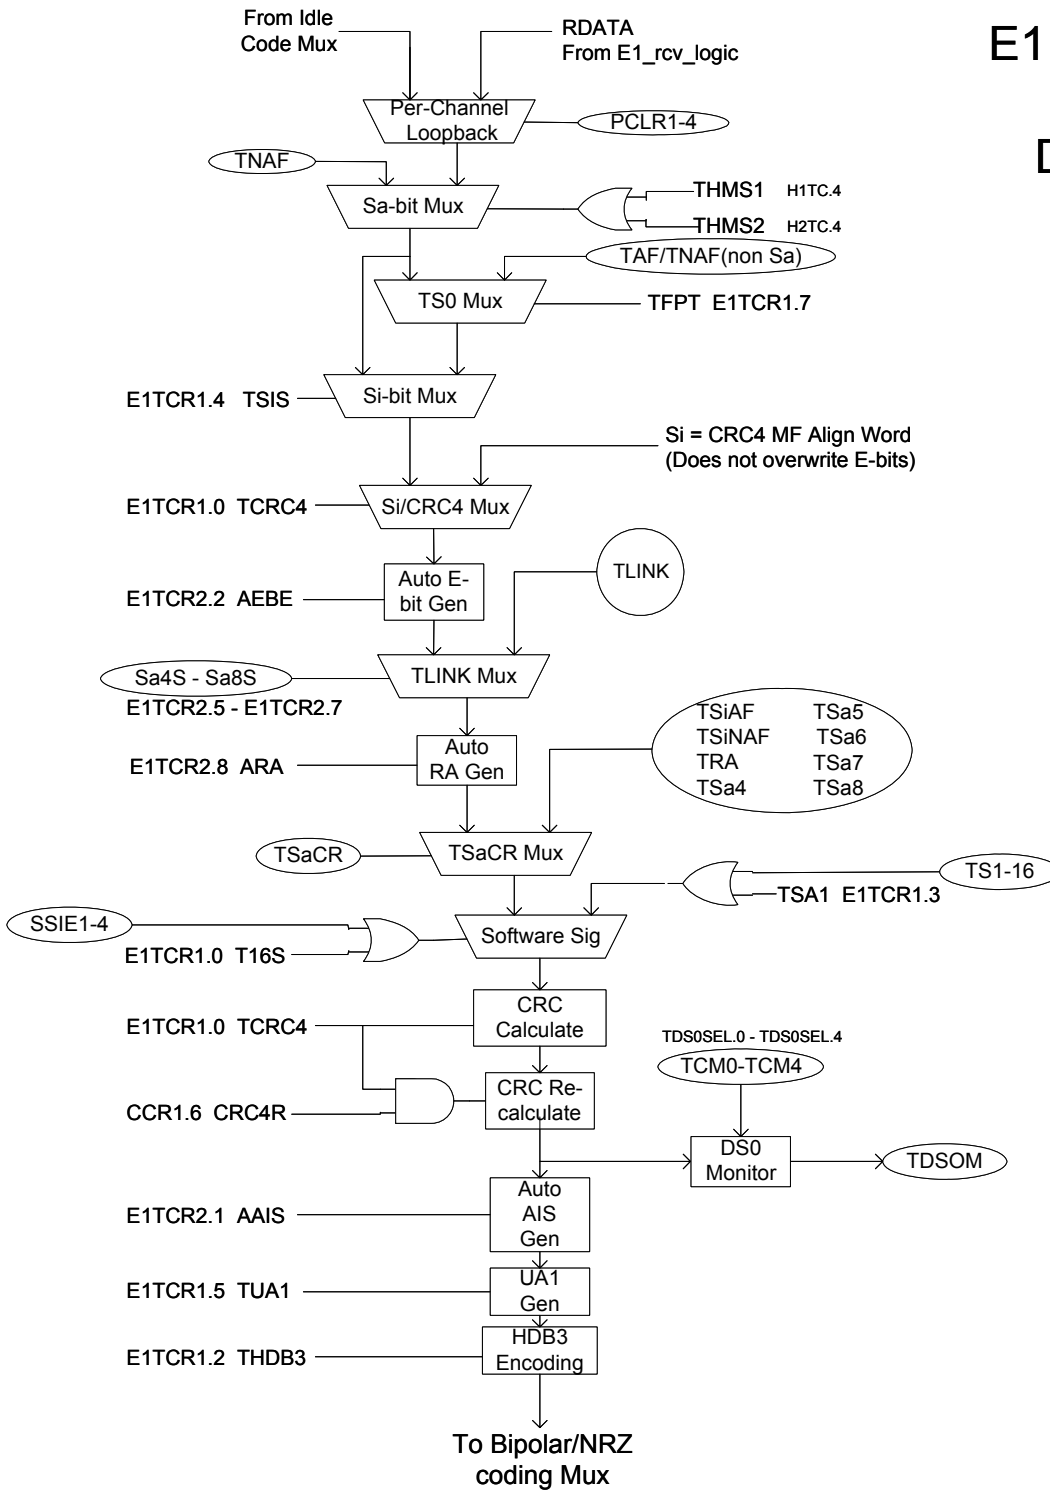 From Idle
Code Mux
RDATA
From E1_rcv_logic
E1
Per-Channel
Loopback
PCLR1-4
D
TNAF
Sa-bit Mux
THMS1 H1TC.4
THMS2 H2TC.4
TAF/TNAF(non Sa)
TS0 Mux
TFPT E1TCR1.7
E1TCR1.4 TSIS
Si-bit Mux
Si = CRC4 MF Align Word
(Does not overwrite E-bits)
E1TCR1.0 TCRC4
Si/CRC4 Mux
Auto E-
bit Gen
TLINK
E1TCR2.2 AEBE
Sa4S - Sa8S
TLINK Mux
E1TCR2.5 - E1TCR2.7
TSiAF TSa5
TSiNAF TSa6
TRA TSa7
TSa4 TSa8
Auto
RA Gen
E1TCR2.8 ARA
TSaCR
TSaCR Mux
TS1-16
TSA1 E1TCR1.3
SSIE1-4
Software Sig
E1TCR1.0 T16S
CRC
Calculate
E1TCR1.0 TCRC4
TDS0SEL.0 - TDS0SEL.4
TCM0-TCM4
CRC Re-
calculate
CCR1.6 CRC4R
DS0
Monitor
TDSOM
Auto
AIS
Gen
E1TCR2.1 AAIS
UA1
Gen
E1TCR1.5 TUA1
HDB3
Encoding
E1TCR1.2 THDB3
To Bipolar/NRZ
coding Mux